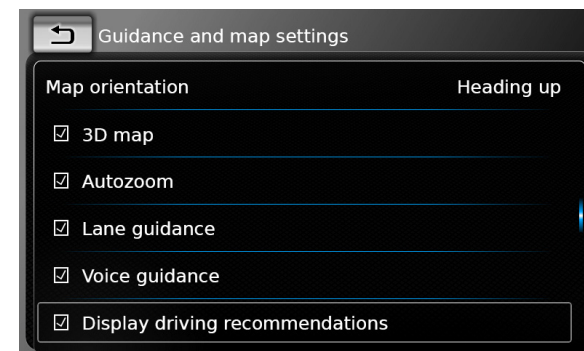 Guidance and map settings
Map orientation Heading up
3D map
Autozoom
Lane guidance
Voice guidance
Display driving recommendations